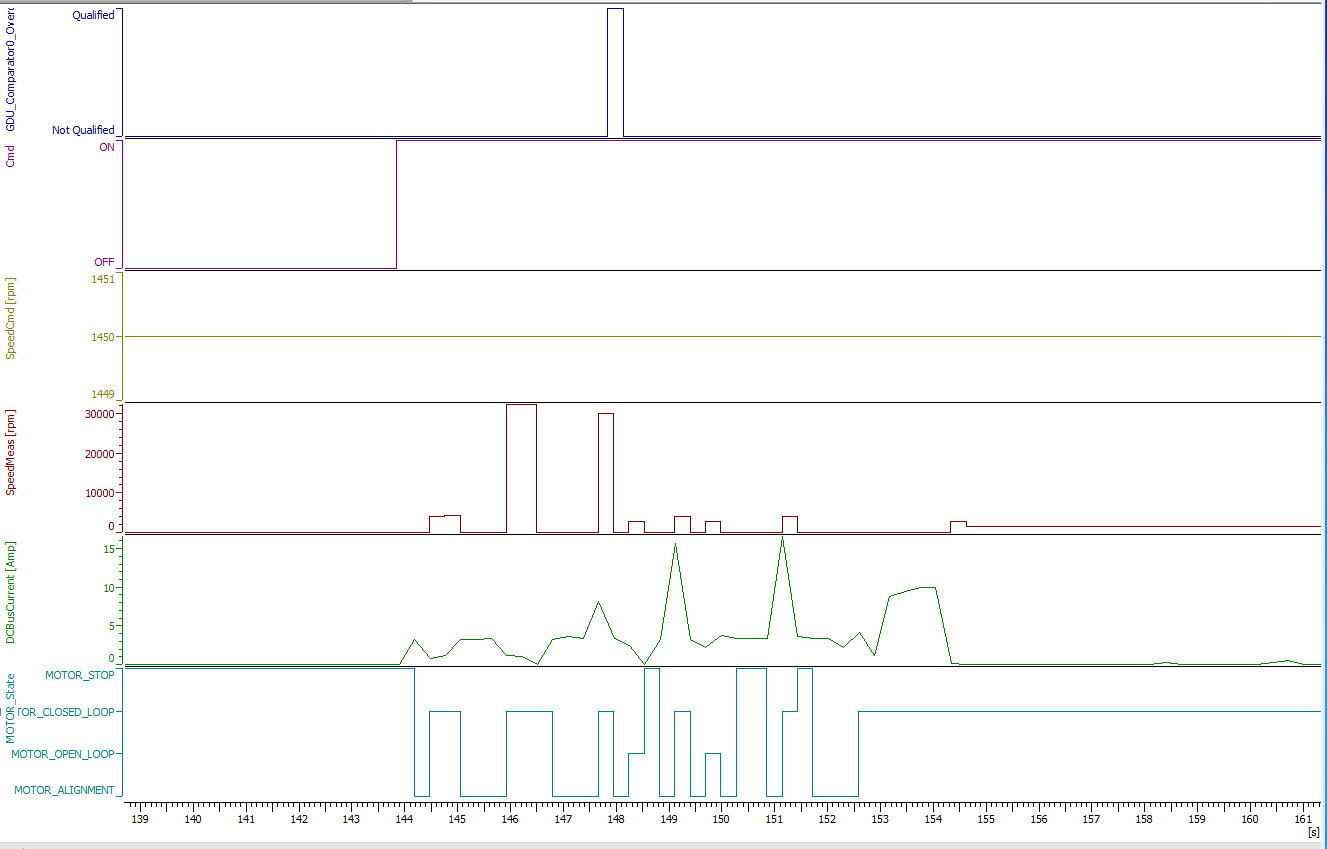 GDU_Comparator0_Overc
Qualified
Not Qualified
Cmd
ON
OFF
SpeedCmd [rpm]
1451
1450
1449
SpeedMeas [rpm]
30000
20000
10000
0
DCBusCurrent [Amp]
15
10
5
0
MOTOR_State
MOTOR_STOP
TOR_CLOSED_LOOP
MOTOR_OPEN_LOOP
MOTOR_ALIGNMENT
139 140 141 142 143 144 145 146 147 148 149 150 151 152 153 154 155 156 157 158 159 160 161
[s]